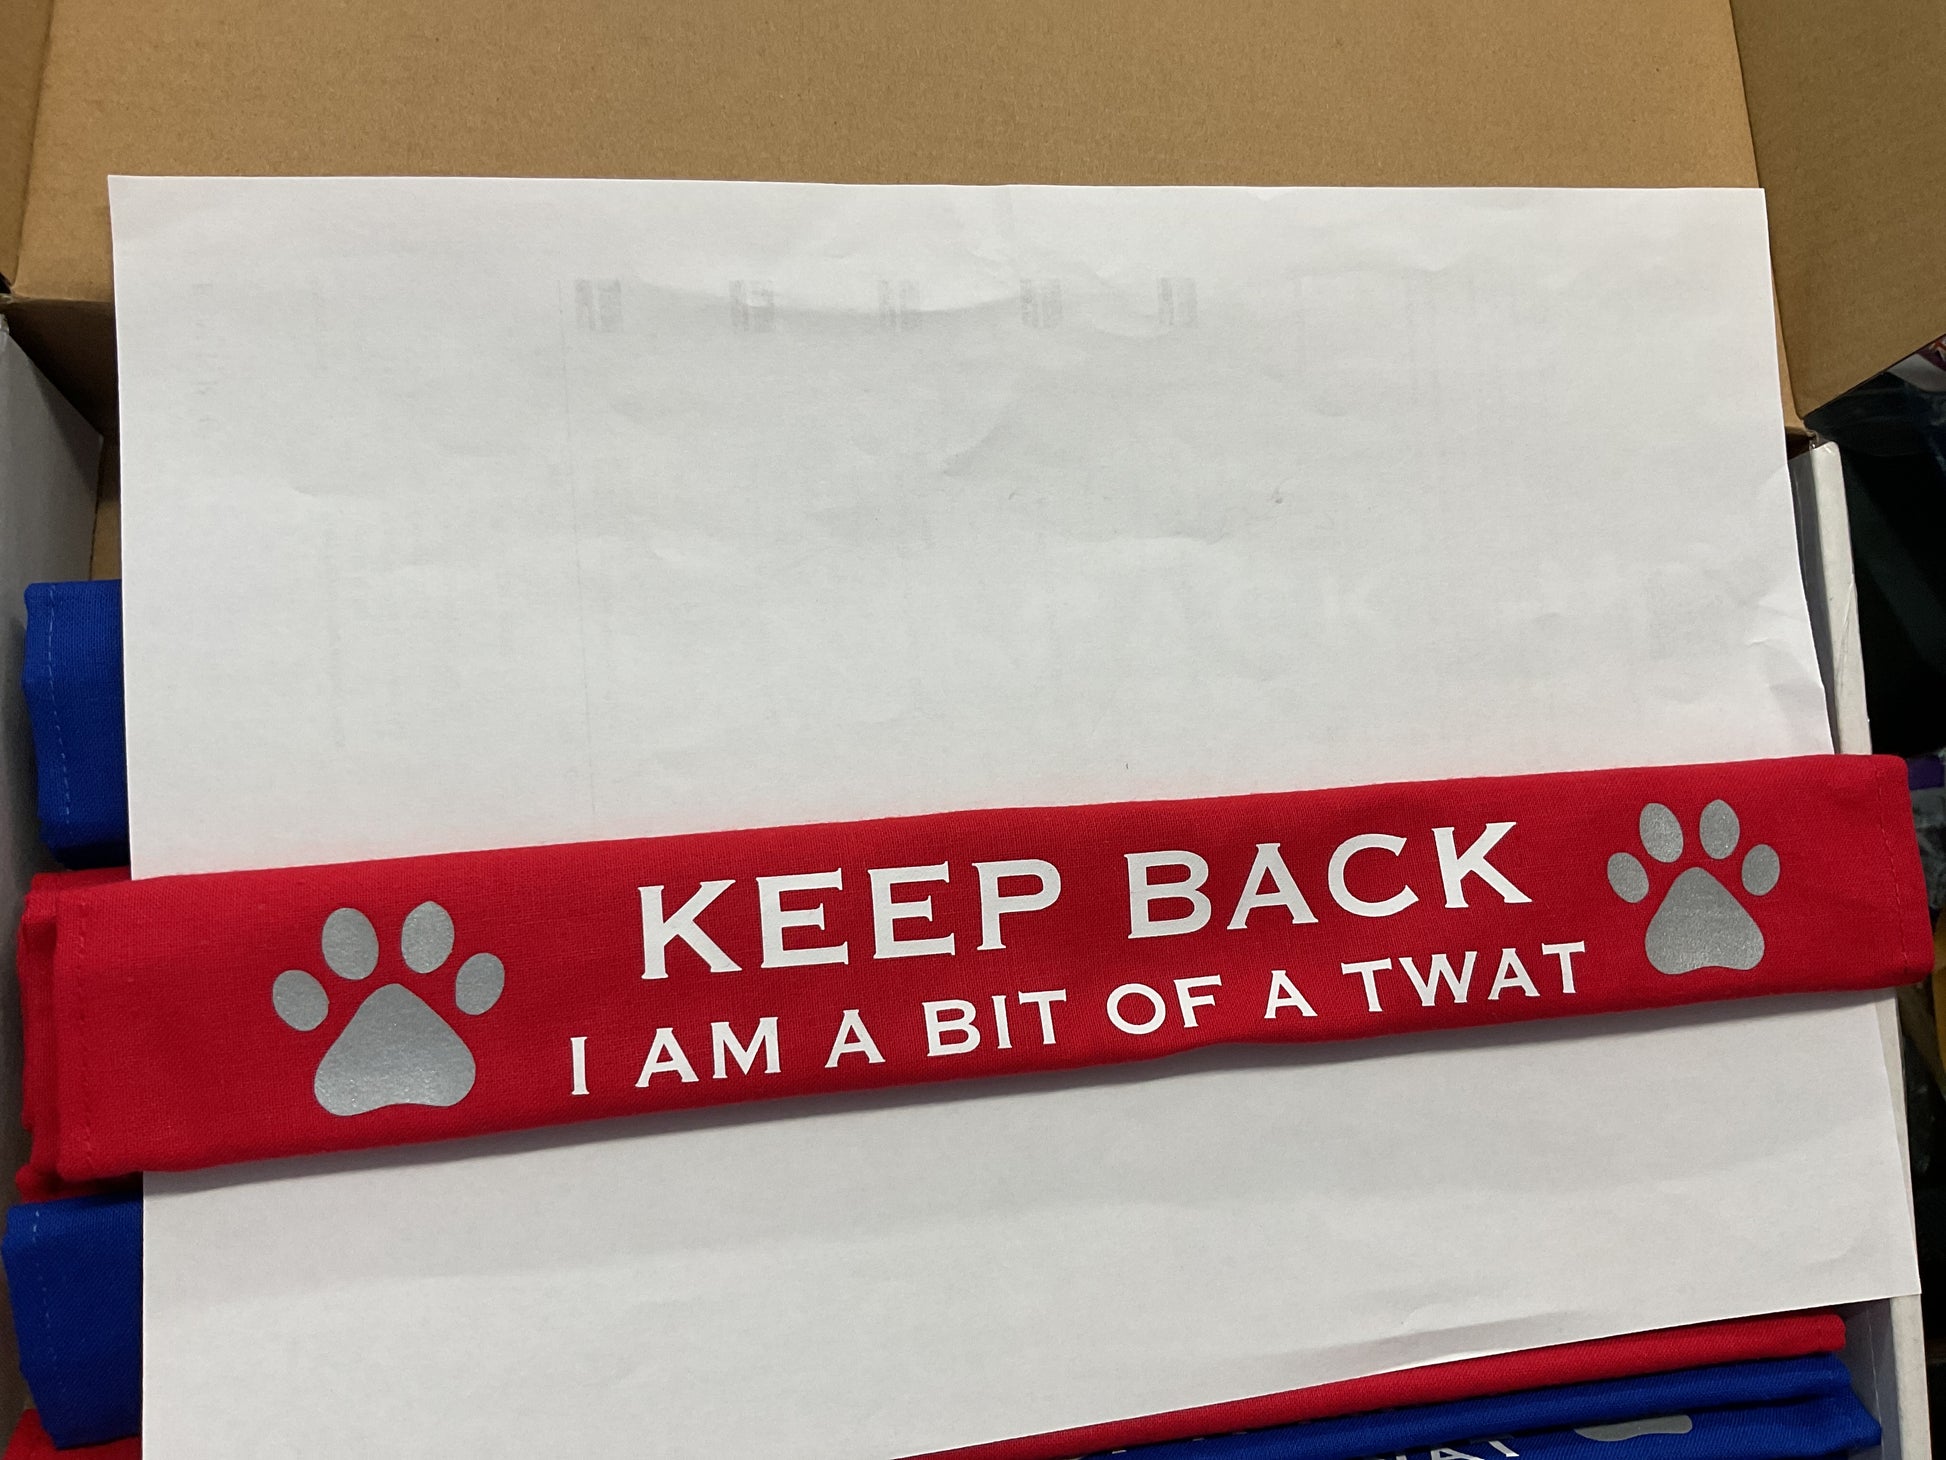 KEEP BACK
I AM A BIT OF A TWAT